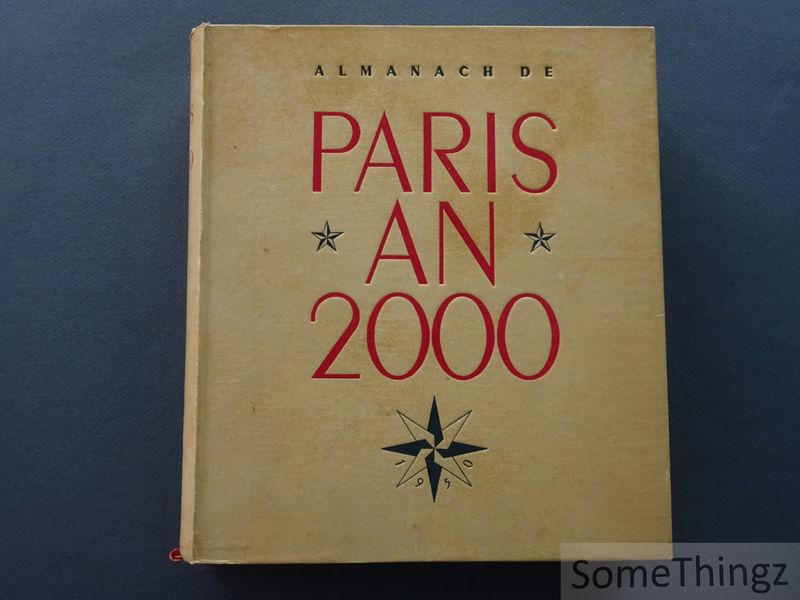 ALMANACH DE
PARIS
AN
2000
1950
SomeThingz